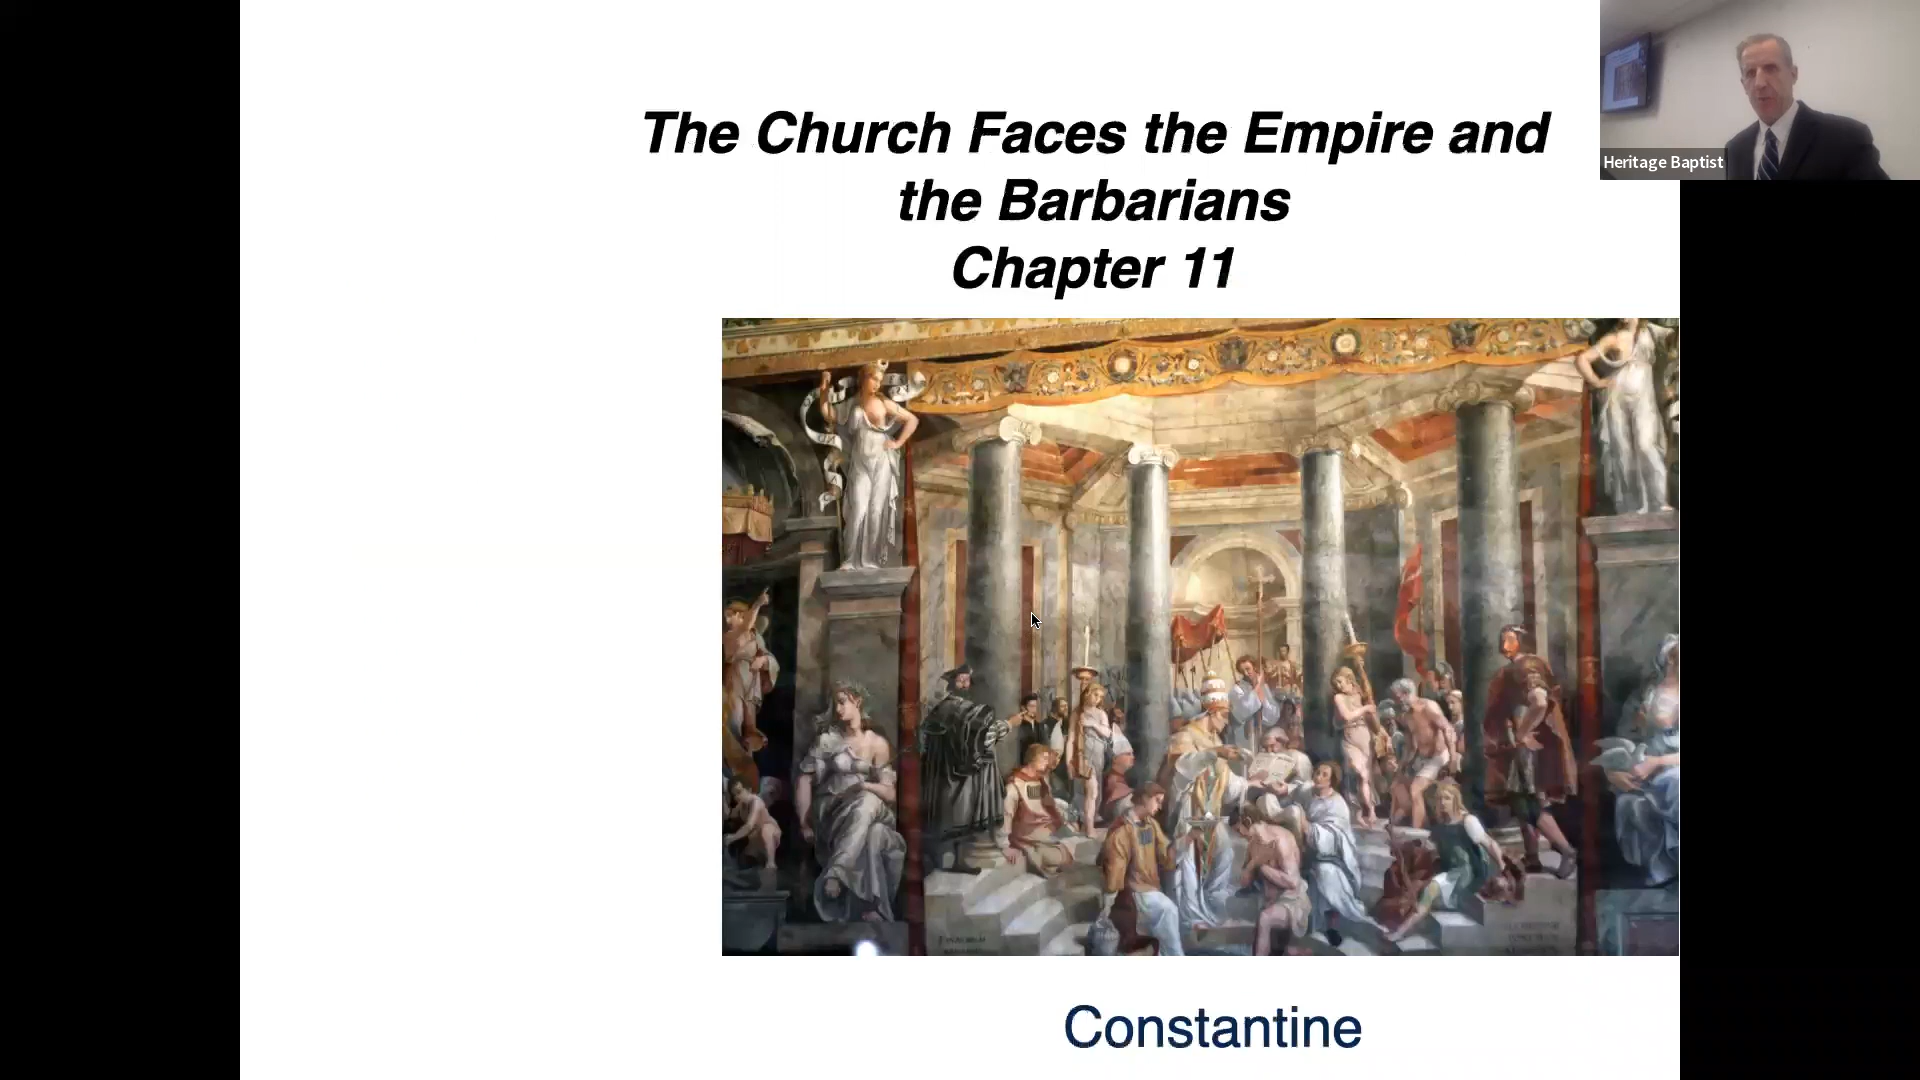 The Church Faces the Empire and
the Barbarians
Chapter 11
Heritage Baptist
Constantine